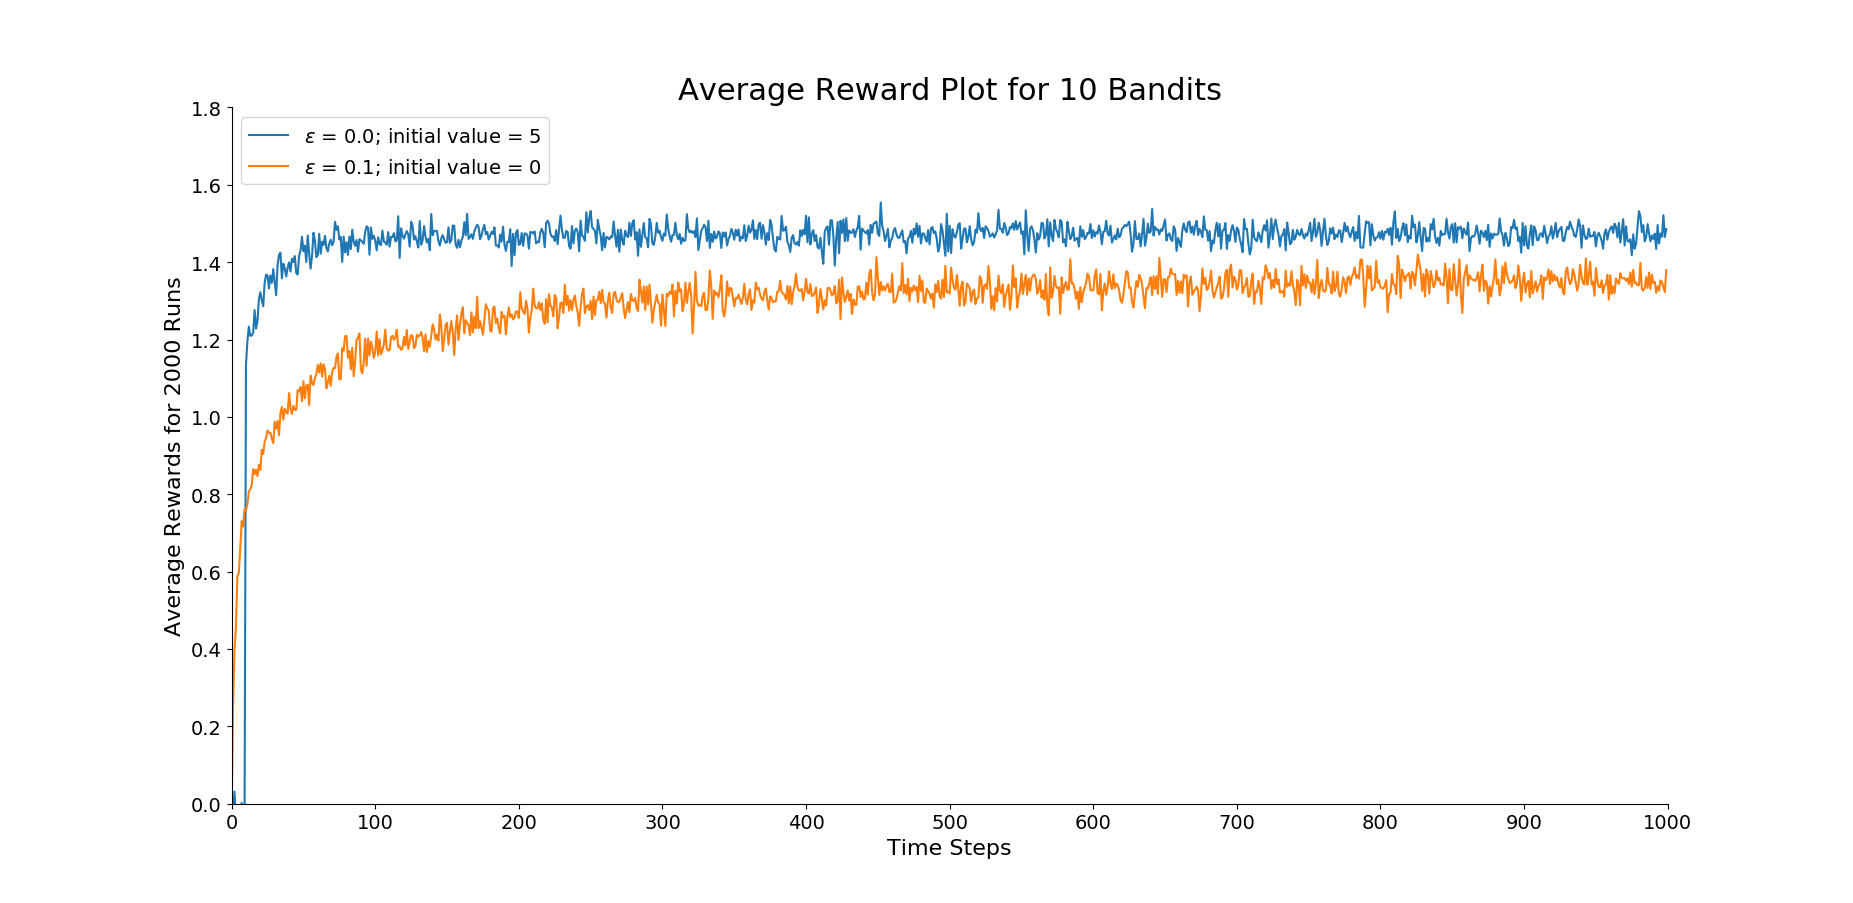 Average Reward Plot for 10 Bandits
ε = 0.0; initial value = 5
ε = 0.1; initial value = 0
Average Rewards for 2000 Runs
1.8
1.6
1.4
1.2
1.0
0.8
0.6
0.4
0.2
0.0
0 100 200 300 400 500 600 700 800 900 1000
Time Steps